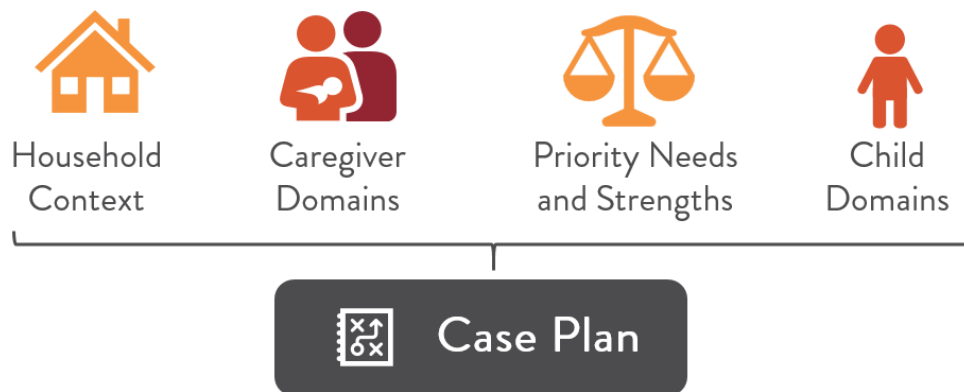 Household
Context
Caregiver
Domains
Priority Needs
and Strengths
Child
Domains
Case Plan